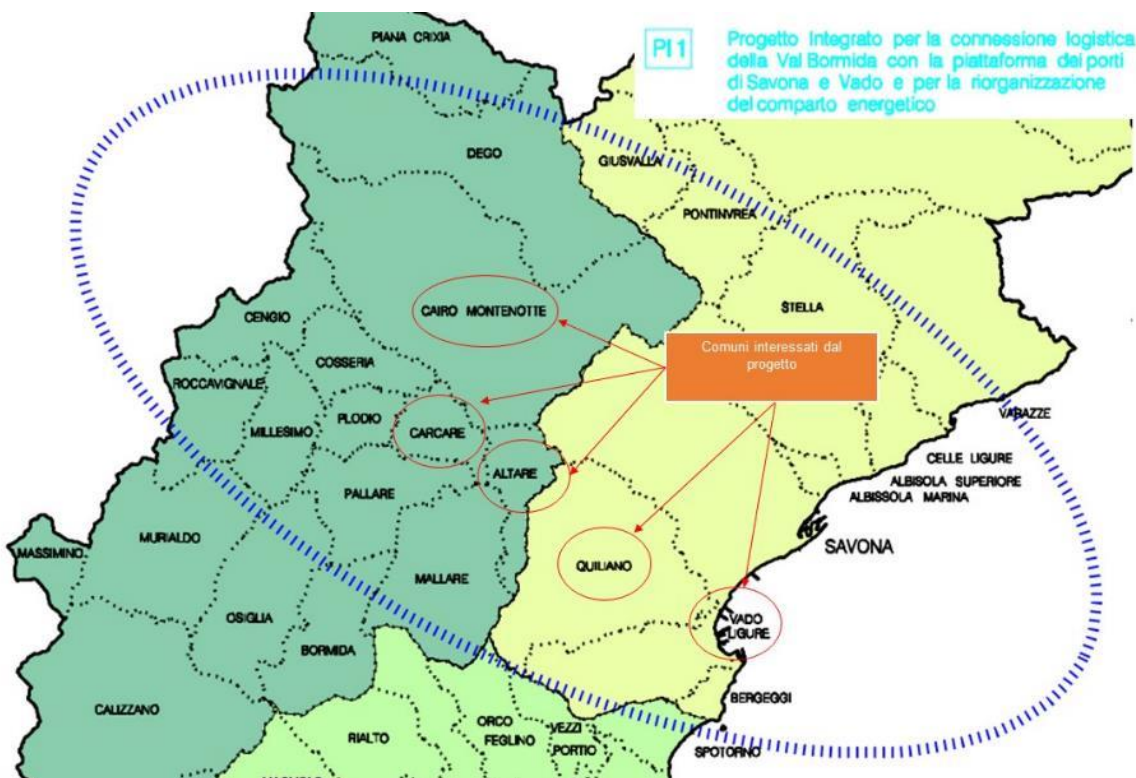 PIANA CRIXIA
PI 1
Progetto Integrato per la connessione logistica
della Val Bormida con la piattaforma dei porti
di Savona e Vado e per la riorganizzazione
del comparto energetico
DEGO
GIUSVALLA
PONTINVREA
CAIRO MONTENOTTE
STELLA
CENGIO
Comuni interessati dal
progetto
COSSERIA
ROCCAVIGNALE
PLODIO
VARAZZE
MILLESIMO
CARCARE
CELLE LIGURE
ALTARE
ALBISOLA SUPERIORE
PALLARE
ALBISSOLA MARINA
MURIALDO
SAVONA
MASSIMINO
QUILIANO
MALLARE
OSIGLIA
VADO
LIGURE
BORMIDA
BERGEGGI
CALIZZANO
ORCO
FEGLINO
VEZZI
PORTIO
RIALTO
SPOTORNO